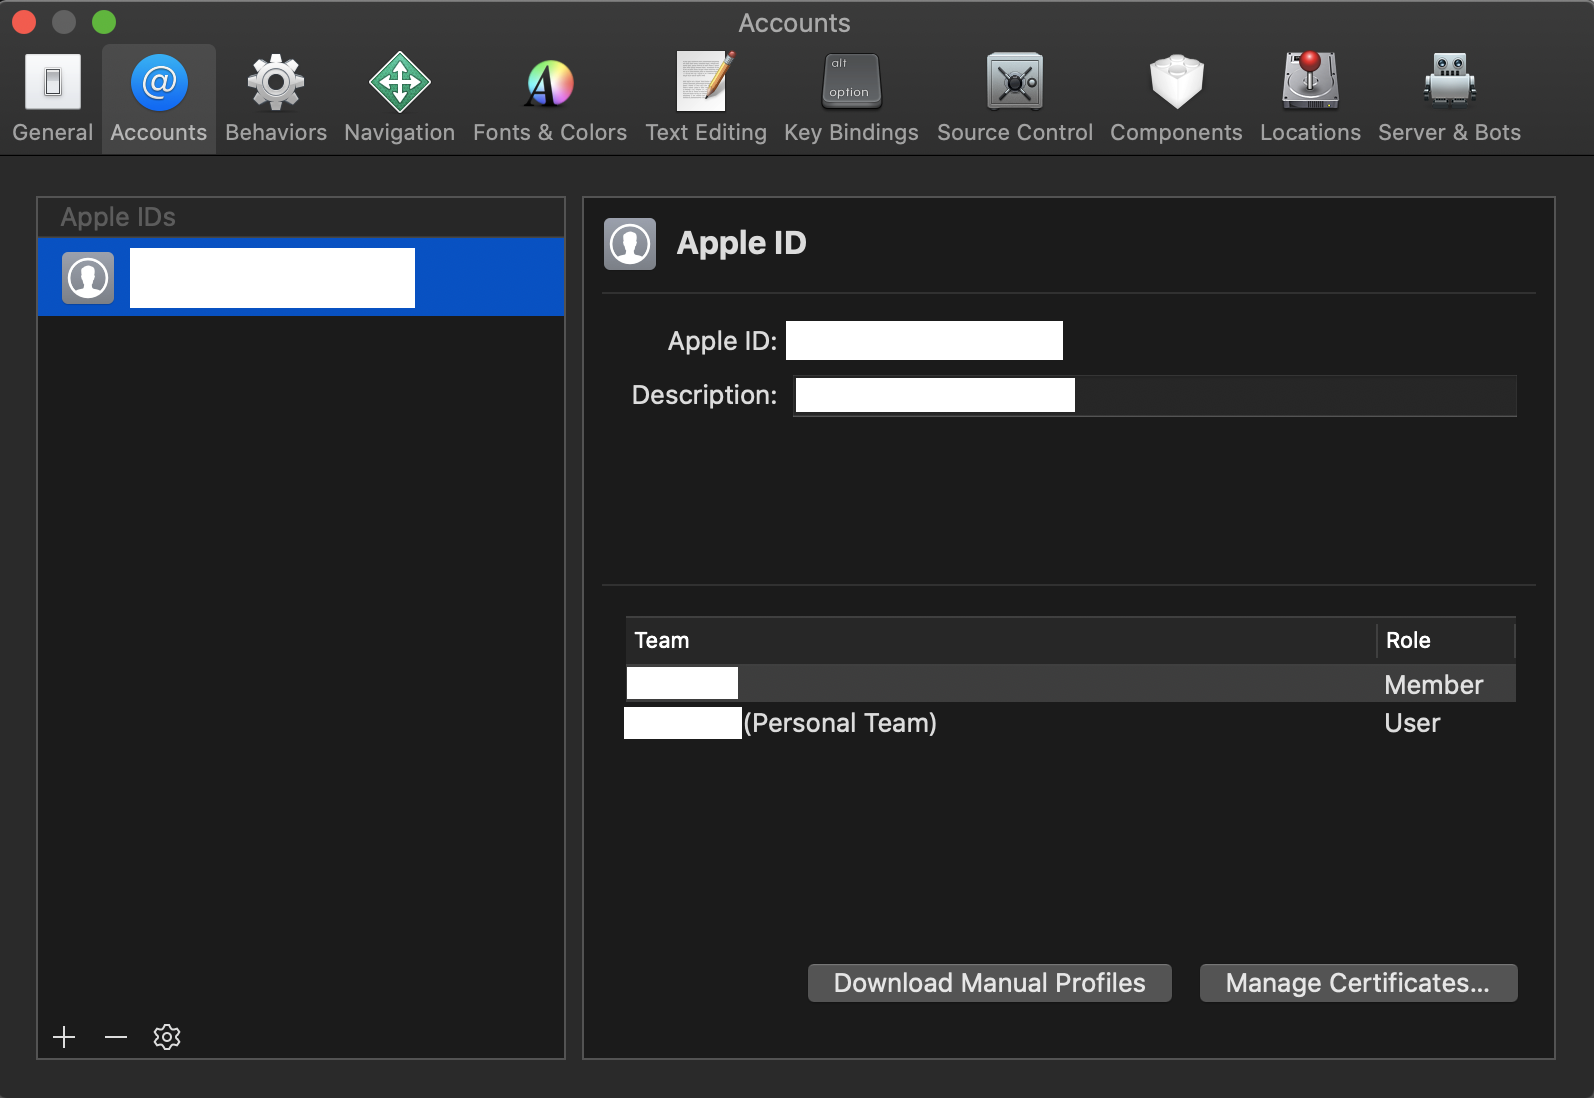 Accounts
alt
option
General Accounts Behaviors Navigation Fonts & Colors Text Editing Key Bindings Source Control Components Locations Server & Bots
Apple IDs
Apple ID
Apple ID:
Description:
Team Role
Member
(Personal Team) User
Download Manual Profiles Manage Certificates...